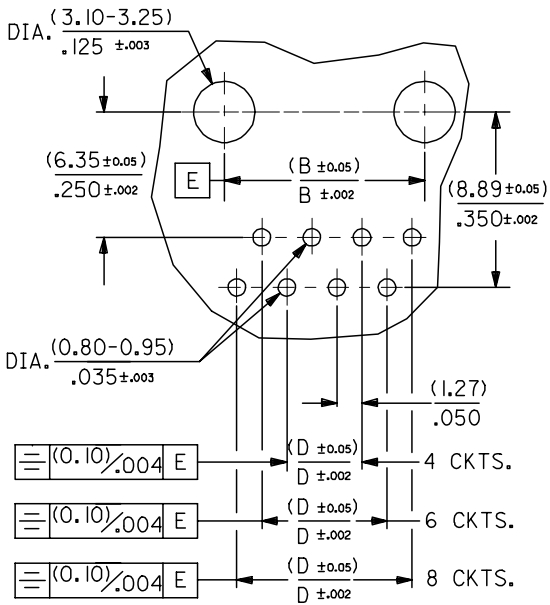 DIA. (3.10-3.25)
.125 ±.003
(6.35±0.05)
.250±.002
E
(B ±0.05)
B ±.002
(8.89±0.05)
.350±.002
DIA. (0.80-0.95)
.035±.003
(1.27)
.050
(0.10)/.004 E
(D ±0.05)
D ±.002
4 CKTS.
(0.10)/.004 E
(D ±0.05)
D ±.002
6 CKTS.
(0.10)/.004 E
(D ±0.05)
D ±.002
8 CKTS.